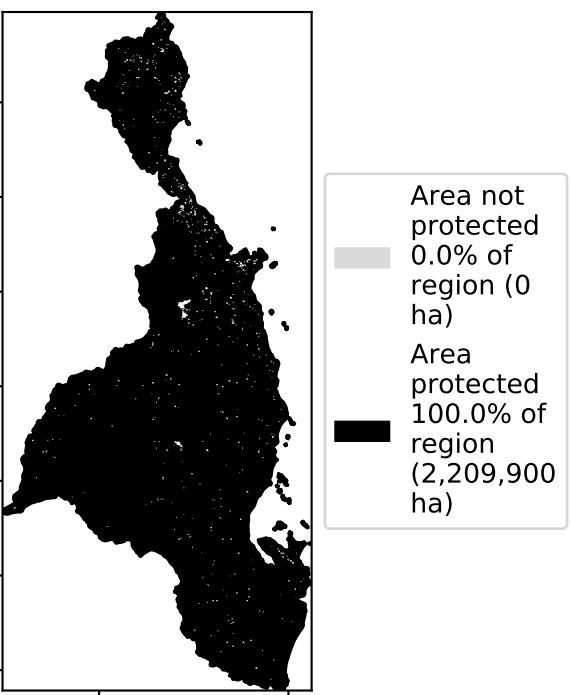 Area not
protected
0.0% of
region (0
ha)
Area
protected
100.0% of
region
(2,209,900
ha)